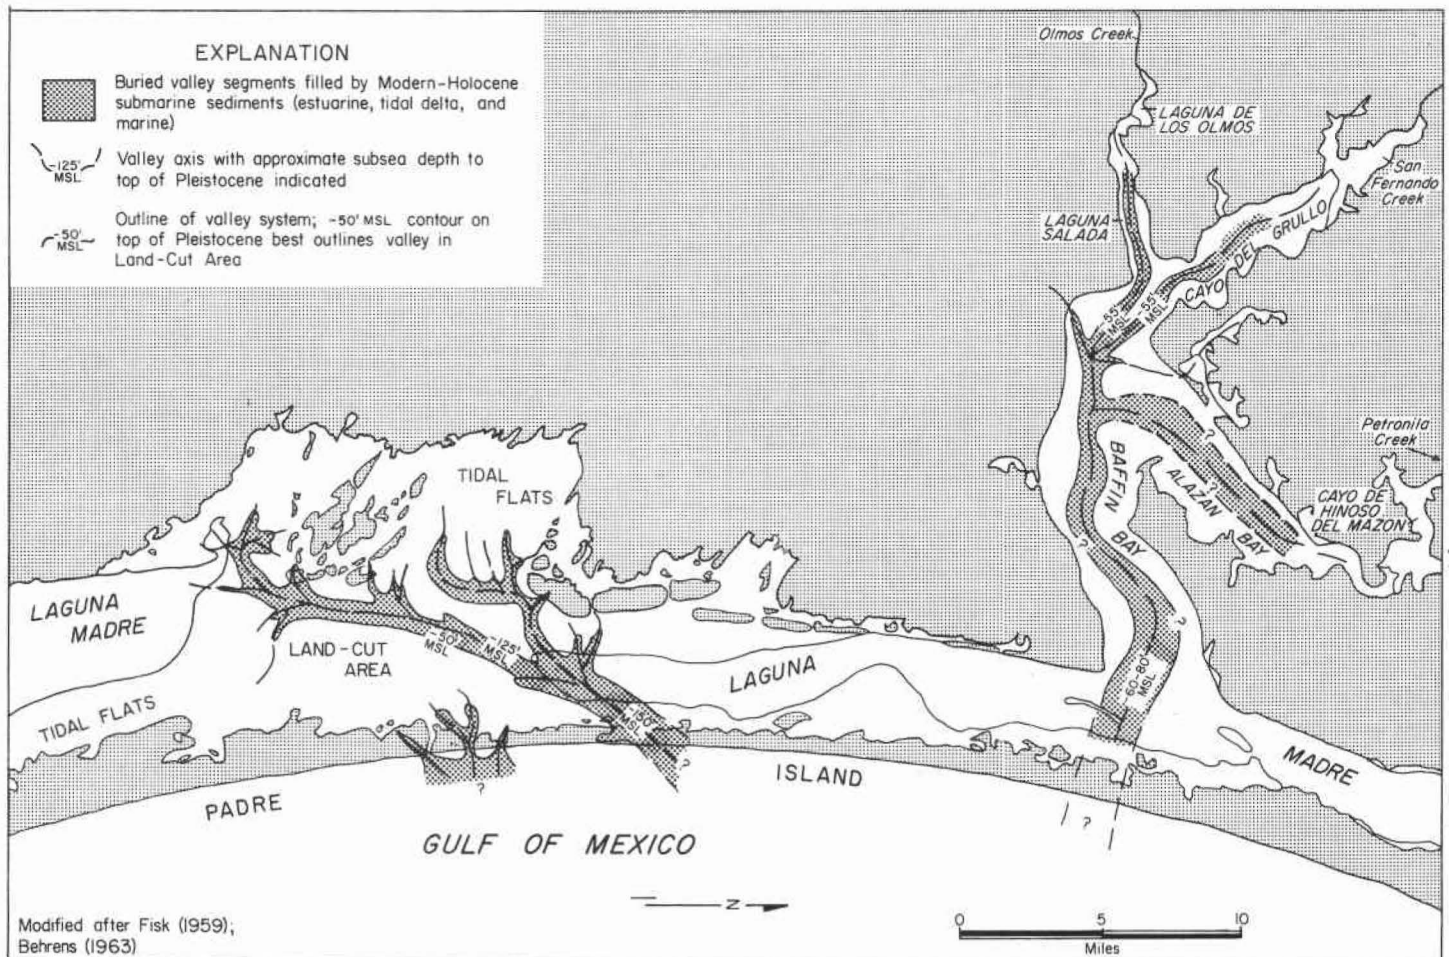 EXPLANATION
Buried valley segments filled by Modern-Holocene
submarine sediments (estuarine, tidal delta, and
marine)
-125'
MSL
Valley axis with approximate subsea depth to
top of Pleistocene indicated
-50'
MSL
Outline of valley system; -50' MSL contour on
top of Pleistocene best outlines valley in
Land-Cut Area
Olmos Creek
LAGUNA DE
LOS OLMOS
San
Fernando
Creek
LAGUNA
SALADA
CAYO DEL GRULLO
-55'
MSL
-55'
MSL
Petronila
Creek
?
BAFFIN
BAY
ALAZAN
BAY
?
CAYO DE
HINOSO
DEL MAZON
?
?
TIDAL
FLATS
LAGUNA
MADRE
LAND-CUT
AREA
-50'
MSL
-125'
MSL
LAGUNA
60-80'
MSL
TIDAL FLATS
-150'
MSL
?
?
MADRE
PADRE
ISLAND
?
GULF OF MEXICO
N
Modified after Fisk (1959);
Behrens (1963)
0 5 10
Miles